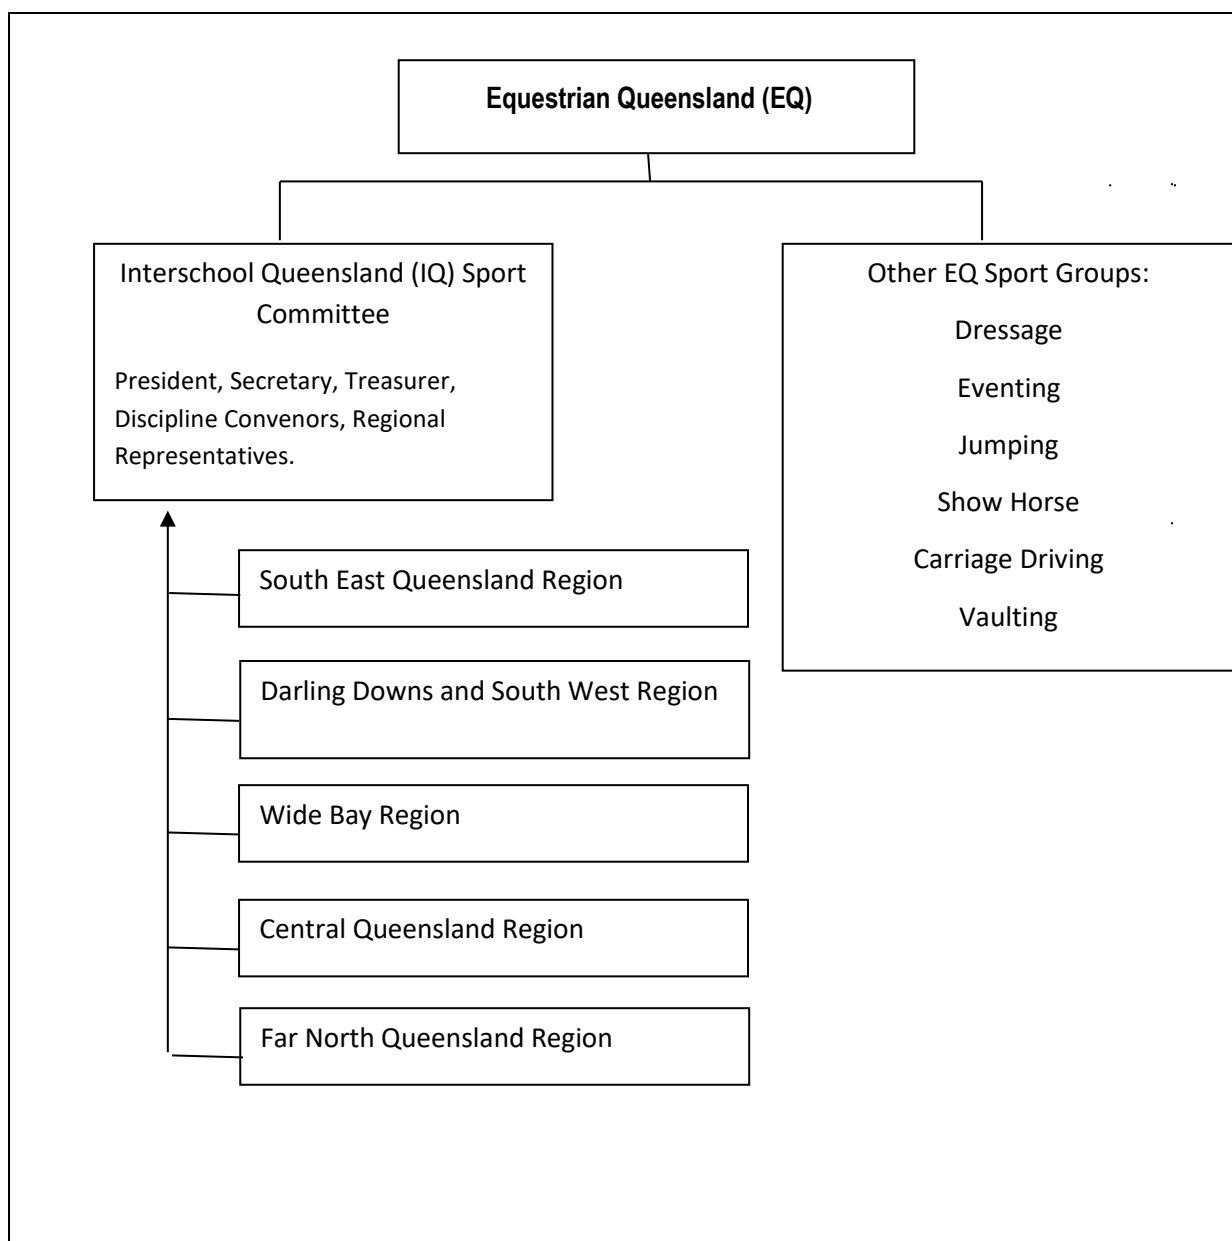 Equestrian Queensland (EQ)
Interschool Queensland (IQ) Sport
Committee
President, Secretary, Treasurer,
Discipline Convenors, Regional
Representatives.
Other EQ Sport Groups:
Dressage
Eventing
Jumping
Show Horse
Carriage Driving
Vaulting
South East Queensland Region
Darling Downs and South West Region
Wide Bay Region
Central Queensland Region
Far North Queensland Region